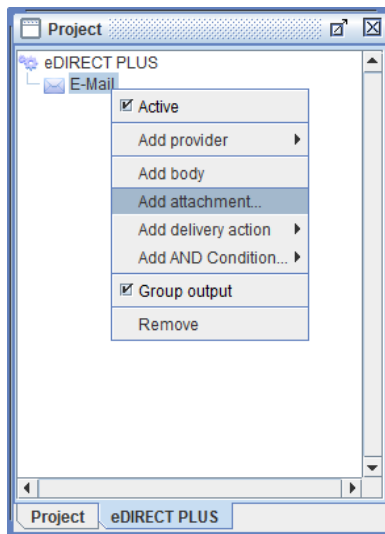 Project
eDIRECT PLUS
E-Mail
Active
Add provider
Add body
Add attachment...
Add delivery action
Add AND Condition...
Group output
Remove
Project eDIRECT PLUS